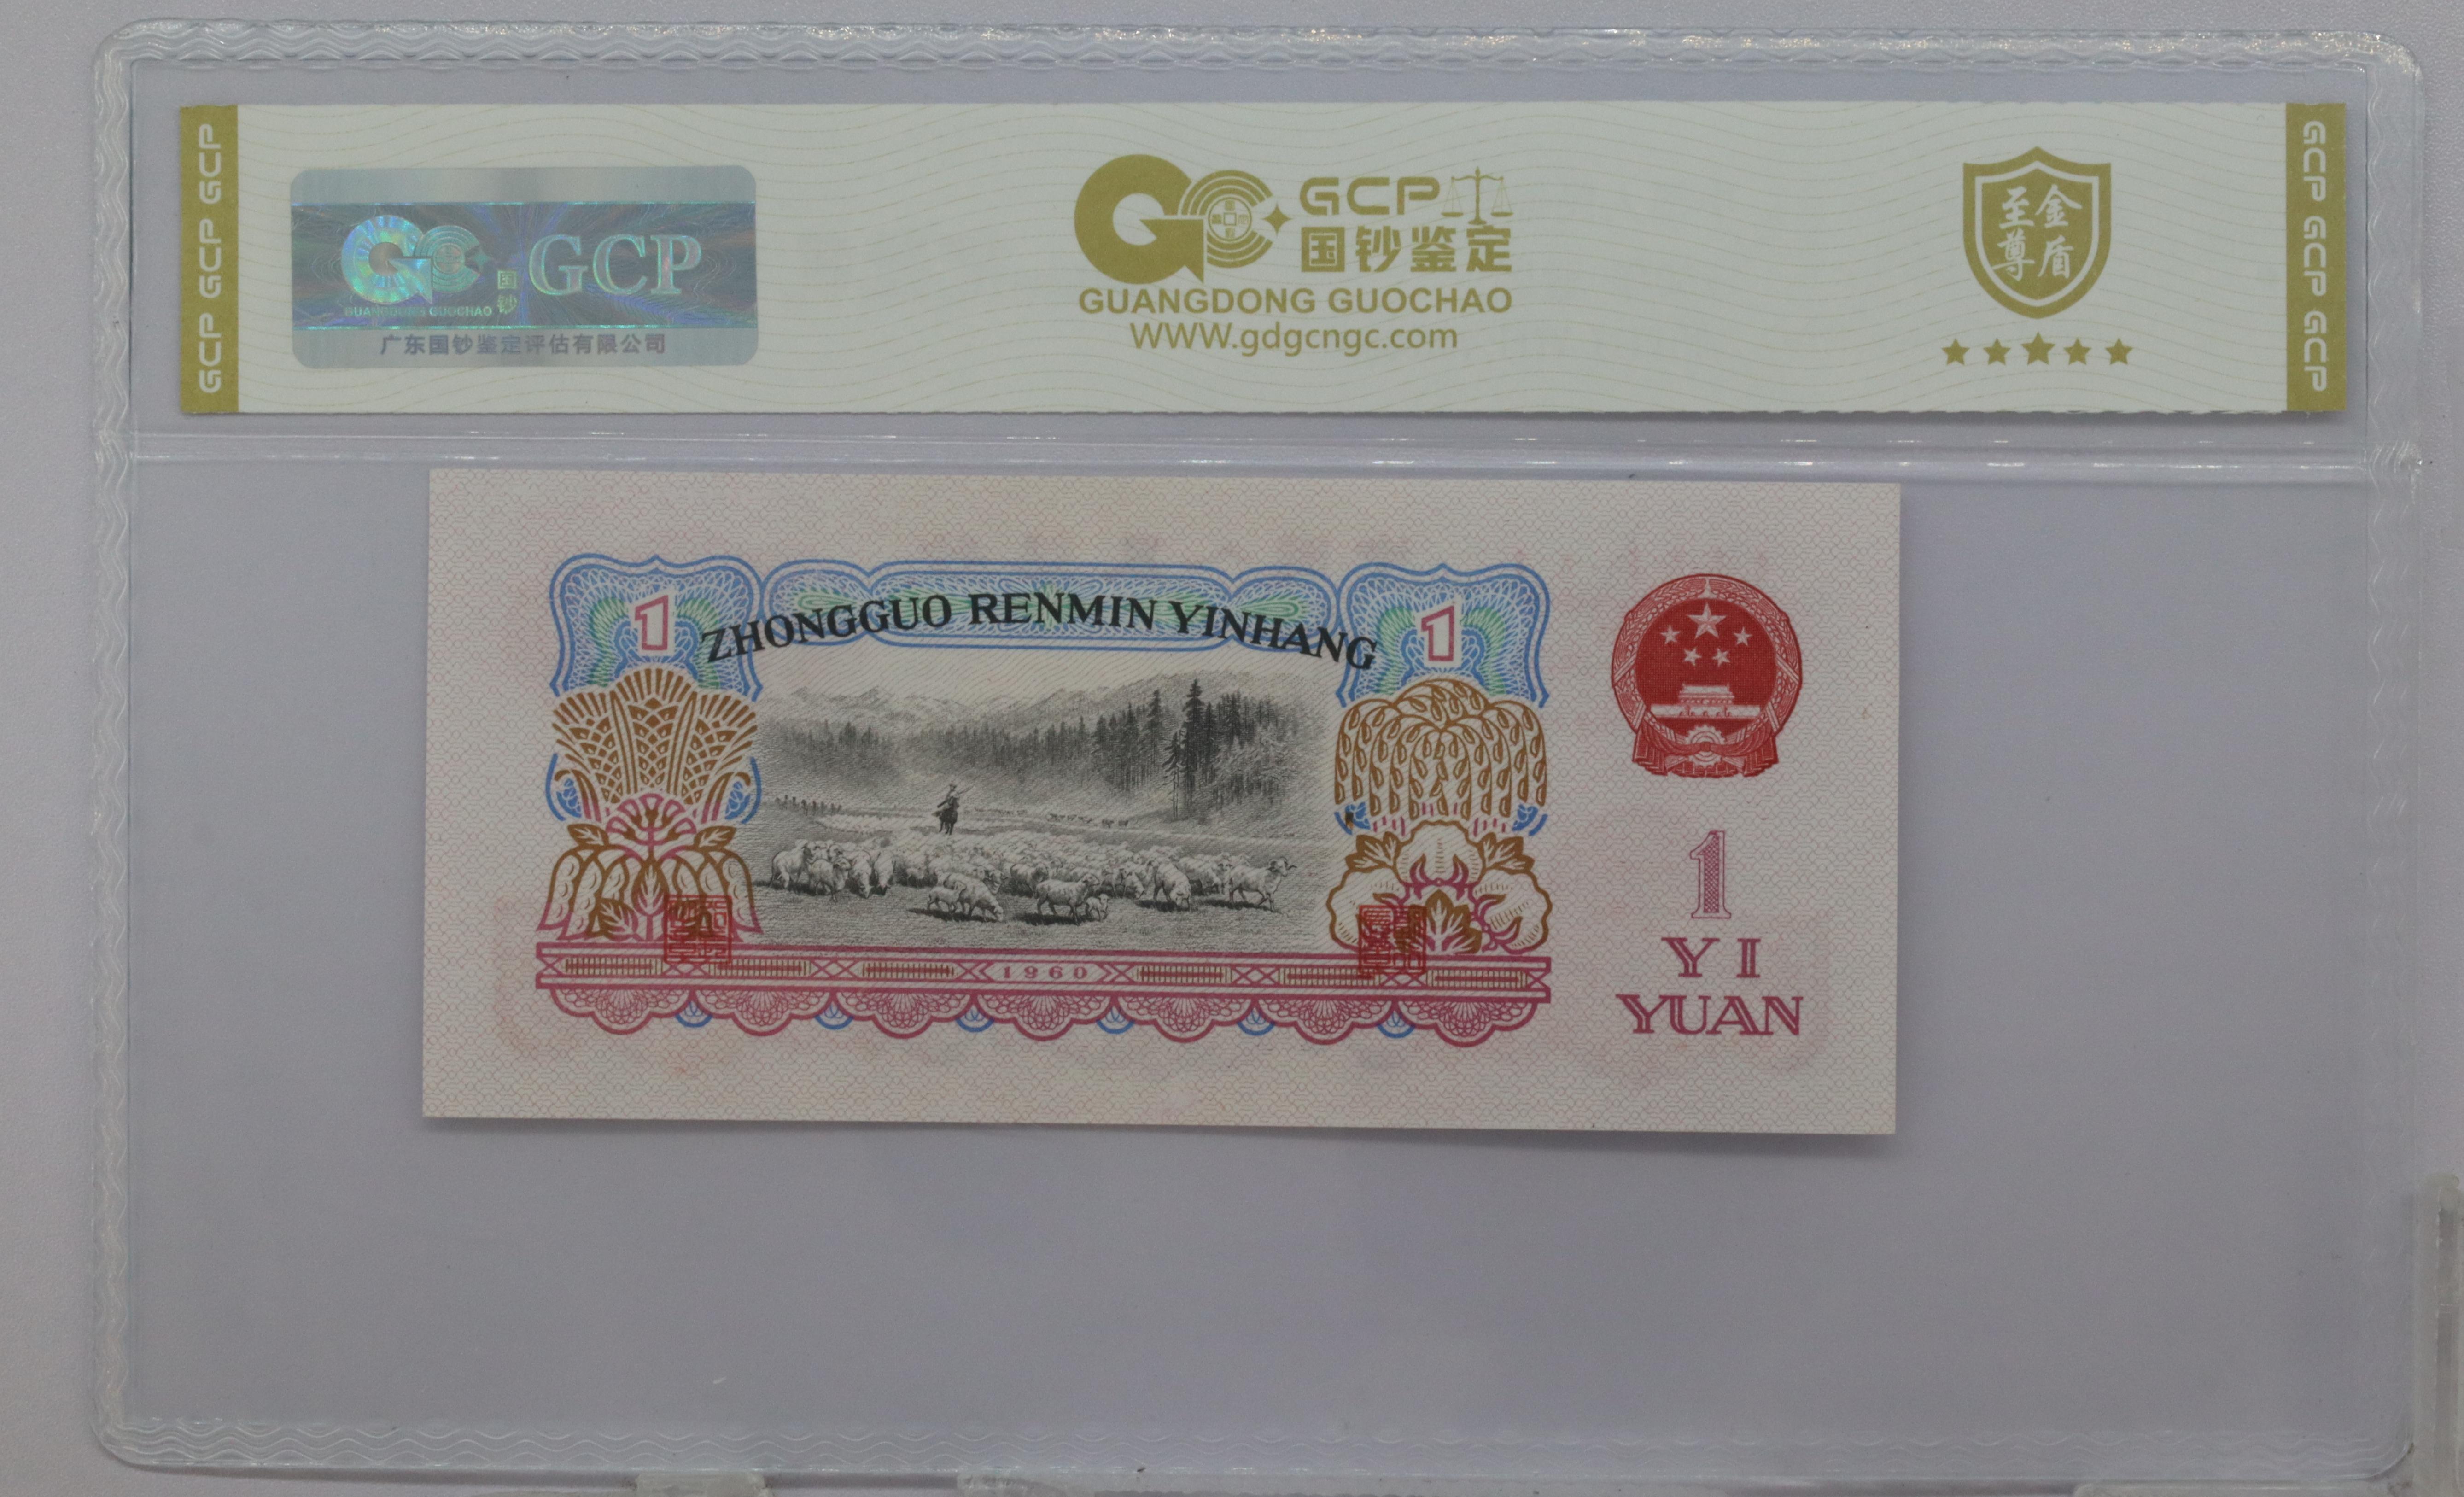 GCP GCP GCP
GCP
国钞
GUANGDONG GUOCHAO
广东国钞鉴定评估有限公司
GCP
国钞鉴定
GUANGDONG GUOCHAO
WWW.gdgcngc.com
至尊金盾
GCP GCP GCP
1
ZHONGGUO RENMIN YINHANG
1
1960
1
YI
YUAN